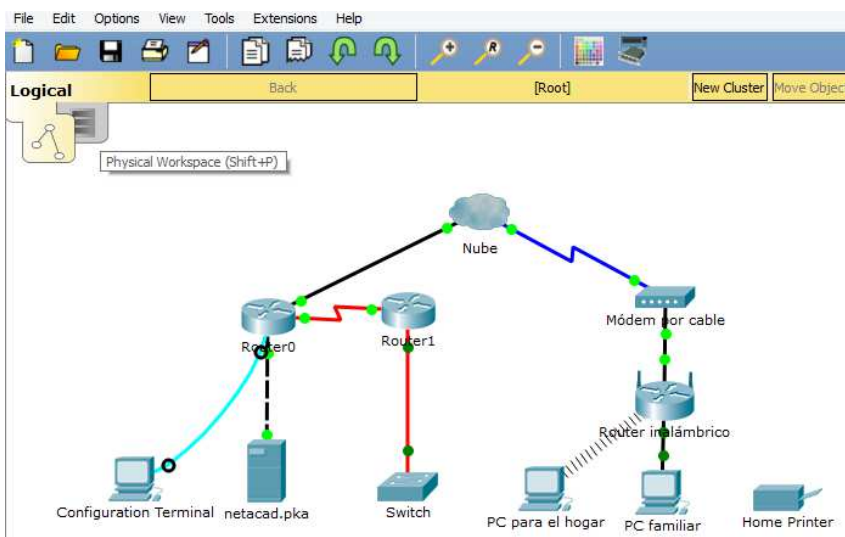 File Edit Options View Tools Extensions Help
Logical
Back
[Root]
New Cluster
Move Objec
Physical Workspace (Shift+P)
Nube
Módem por cable
Router0
Router1
Router inalámbrico
Configuration Terminal
netacad.pka
Switch
PC para el hogar
PC familiar
Home Printer